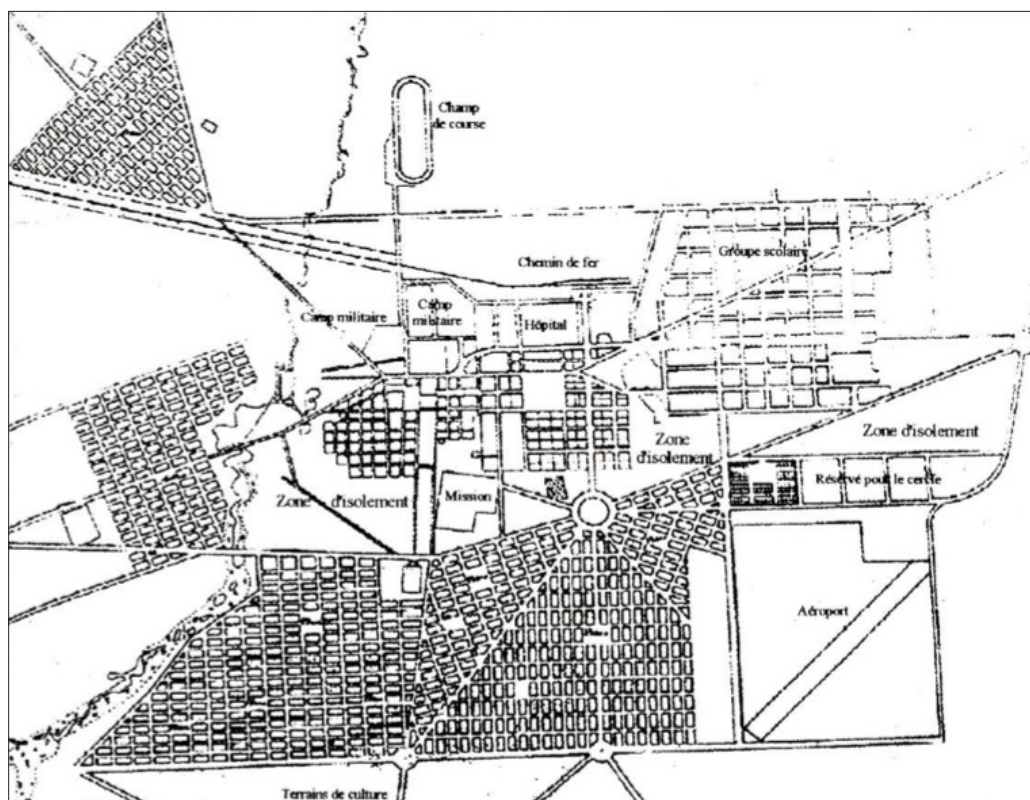 Champ
de course
Groupe scolaire
Chemin de fer
Camp militaire
Camp
militaire
Hôpital
Zone
d'isolement
Zone d'isolement
Réservé pour le cercle
Zone d'isolement
Mission
Aéroport
Terrains de culture